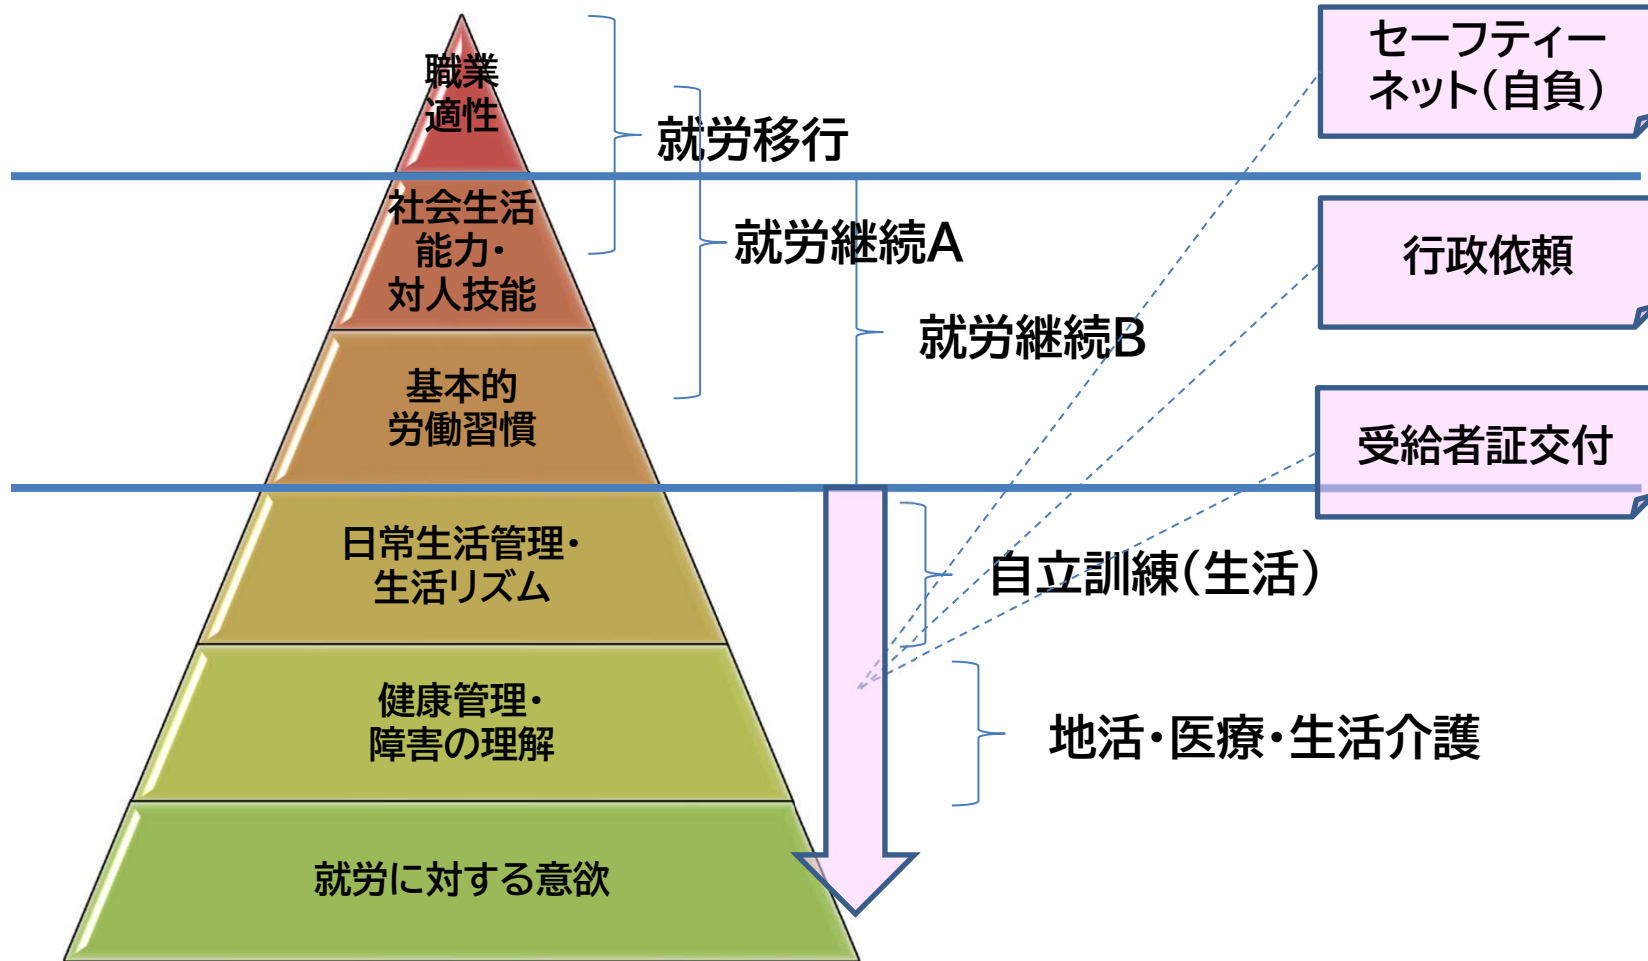 職業
適性
社会生活
能力・
対人技能
基本的
労働習慣
日常生活管理・
生活リズム
健康管理・
障害の理解
就労に対する意欲
就労移行
就労継続A
就労継続B
自立訓練(生活)
地活・医療・生活介護
セーフティー
ネット(自負)
行政依頼
受給者証交付